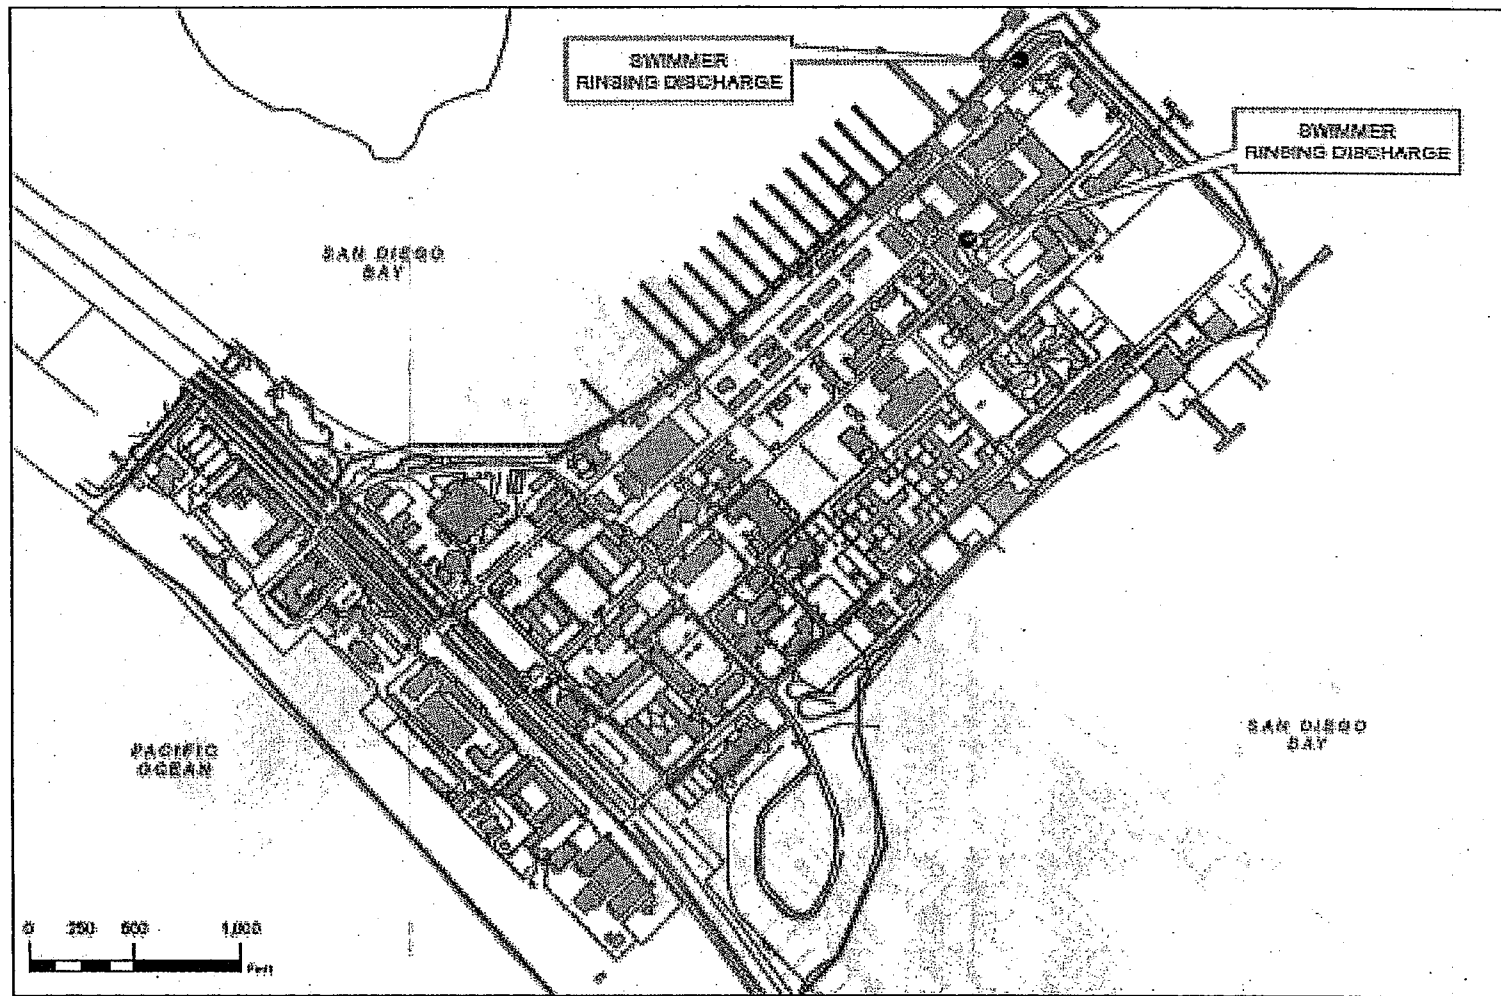 SWIMMER
RINSING DISCHARGE
SWIMMER
RINSING DISCHARGE
SAN DIEGO
BAY
PACIFIC
OCEAN
SAN DIEGO
BAY
0 250 500 1,000
Feet